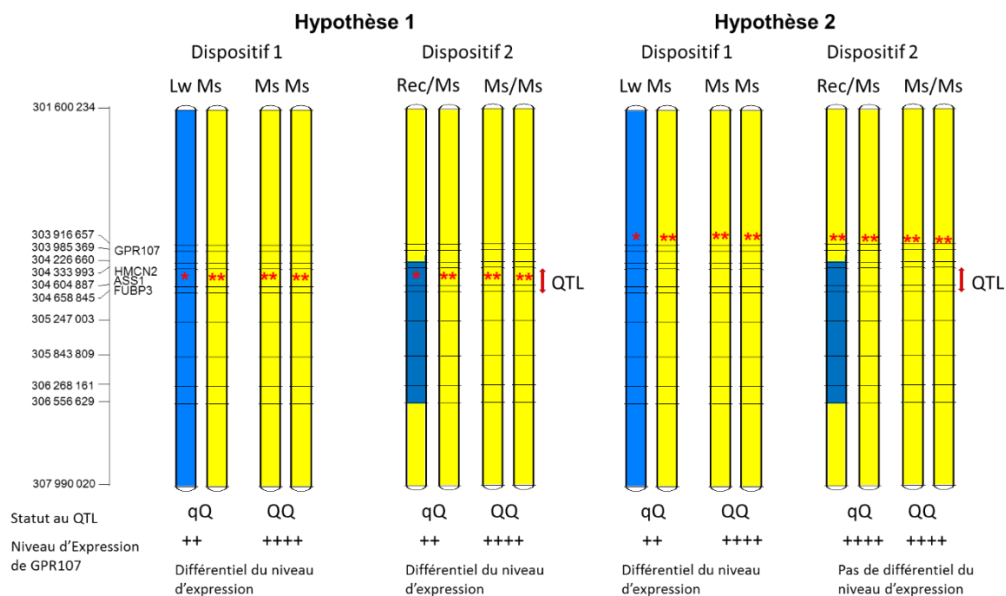 Hypothèse 1
Hypothèse 2
Dispositif 1
Dispositif 2
Dispositif 1
Dispositif 2
Lw Ms
Ms Ms
Rec/Ms
Ms/Ms
Lw Ms
Ms Ms
Rec/Ms
Ms/Ms
301 600 234
303 916 657
303 985 369
GPR107
304 226 660
304 333 993
HMCN2
* ** ** **
* ** ** **
* ** ** **
** ** ** **
ASS1
304 604 887
FUBP3
304 658 845
QTL
QTL
305 247 003
305 843 809
306 268 161
306 556 629
307 990 020
Statut au QTL
qQ
QQ
qQ
QQ
qQ
QQ
qQ
QQ
Niveau d'Expression
de GPR107
++
++++
++
++++
++
++++
++++
++++
Différentiel du niveau
d'expression
Différentiel du niveau
d'expression
Différentiel du niveau
d'expression
Pas de différentiel du
niveau d'expression